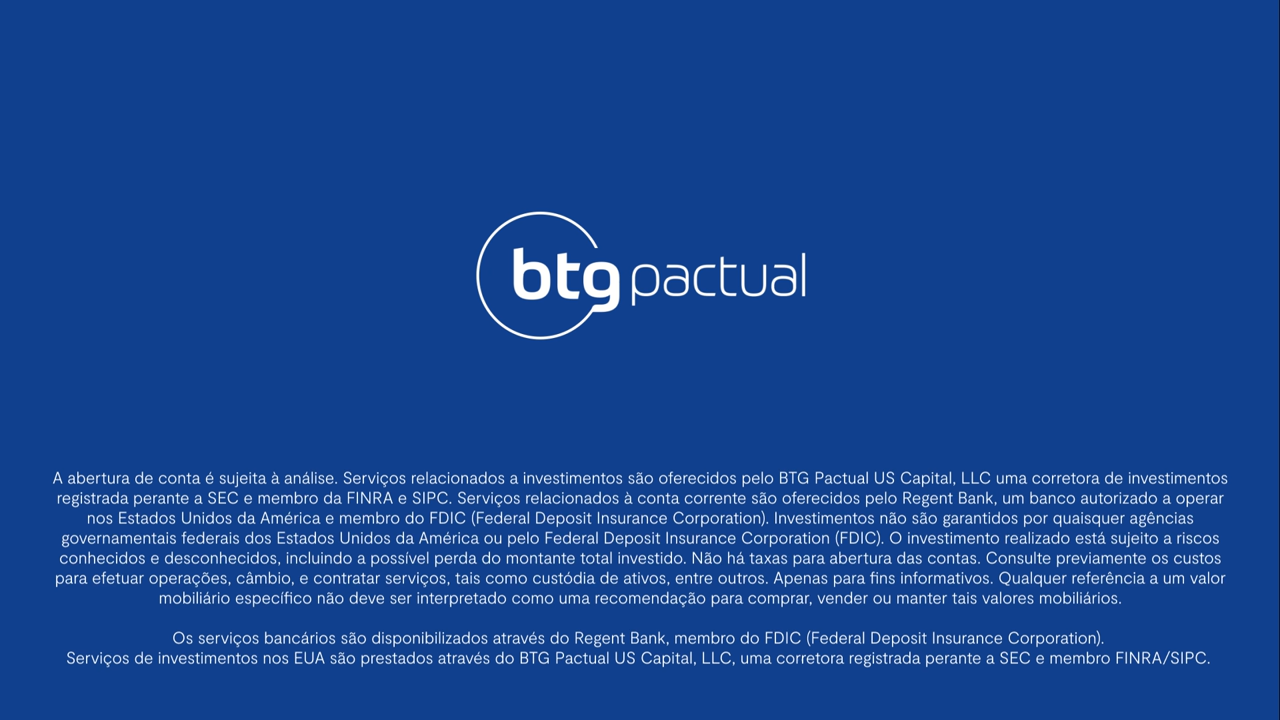 btg pactual
A abertura de conta é sujeita à análise. Serviços relacionados a investimentos são oferecidos pelo BTG Pactual US Capital, LLC uma corretora de investimentos
registrada perante a SEC e membro da FINRA e SIPC. Serviços relacionados à conta corrente são oferecidos pelo Regent Bank, um banco autorizado a operar
nos Estados Unidos da América e membro do FDIC (Federal Deposit Insurance Corporation). Investimentos não são garantidos por quaisquer agências
governamentais federais dos Estados Unidos da América ou pelo Federal Deposit Insurance Corporation (FDIC). O investimento realizado está sujeito a riscos
conhecidos e desconhecidos, incluindo a possível perda do montante total investido. Não há taxas para abertura das contas. Consulte previamente os custos
para efetuar operações, câmbio, e contratar serviços, tais como custódia de ativos, entre outros. Apenas para fins informativos. Qualquer referência a um valor
mobiliário específico não deve ser interpretado como uma recomendação para comprar, vender ou manter tais valores mobiliários.
Os serviços bancários são disponibilizados através do Regent Bank, membro do FDIC (Federal Deposit Insurance Corporation).
Serviços de investimentos nos EUA são prestados através do BTG Pactual US Capital, LLC, uma corretora registrada perante a SEC e membro FINRA/SIPC.